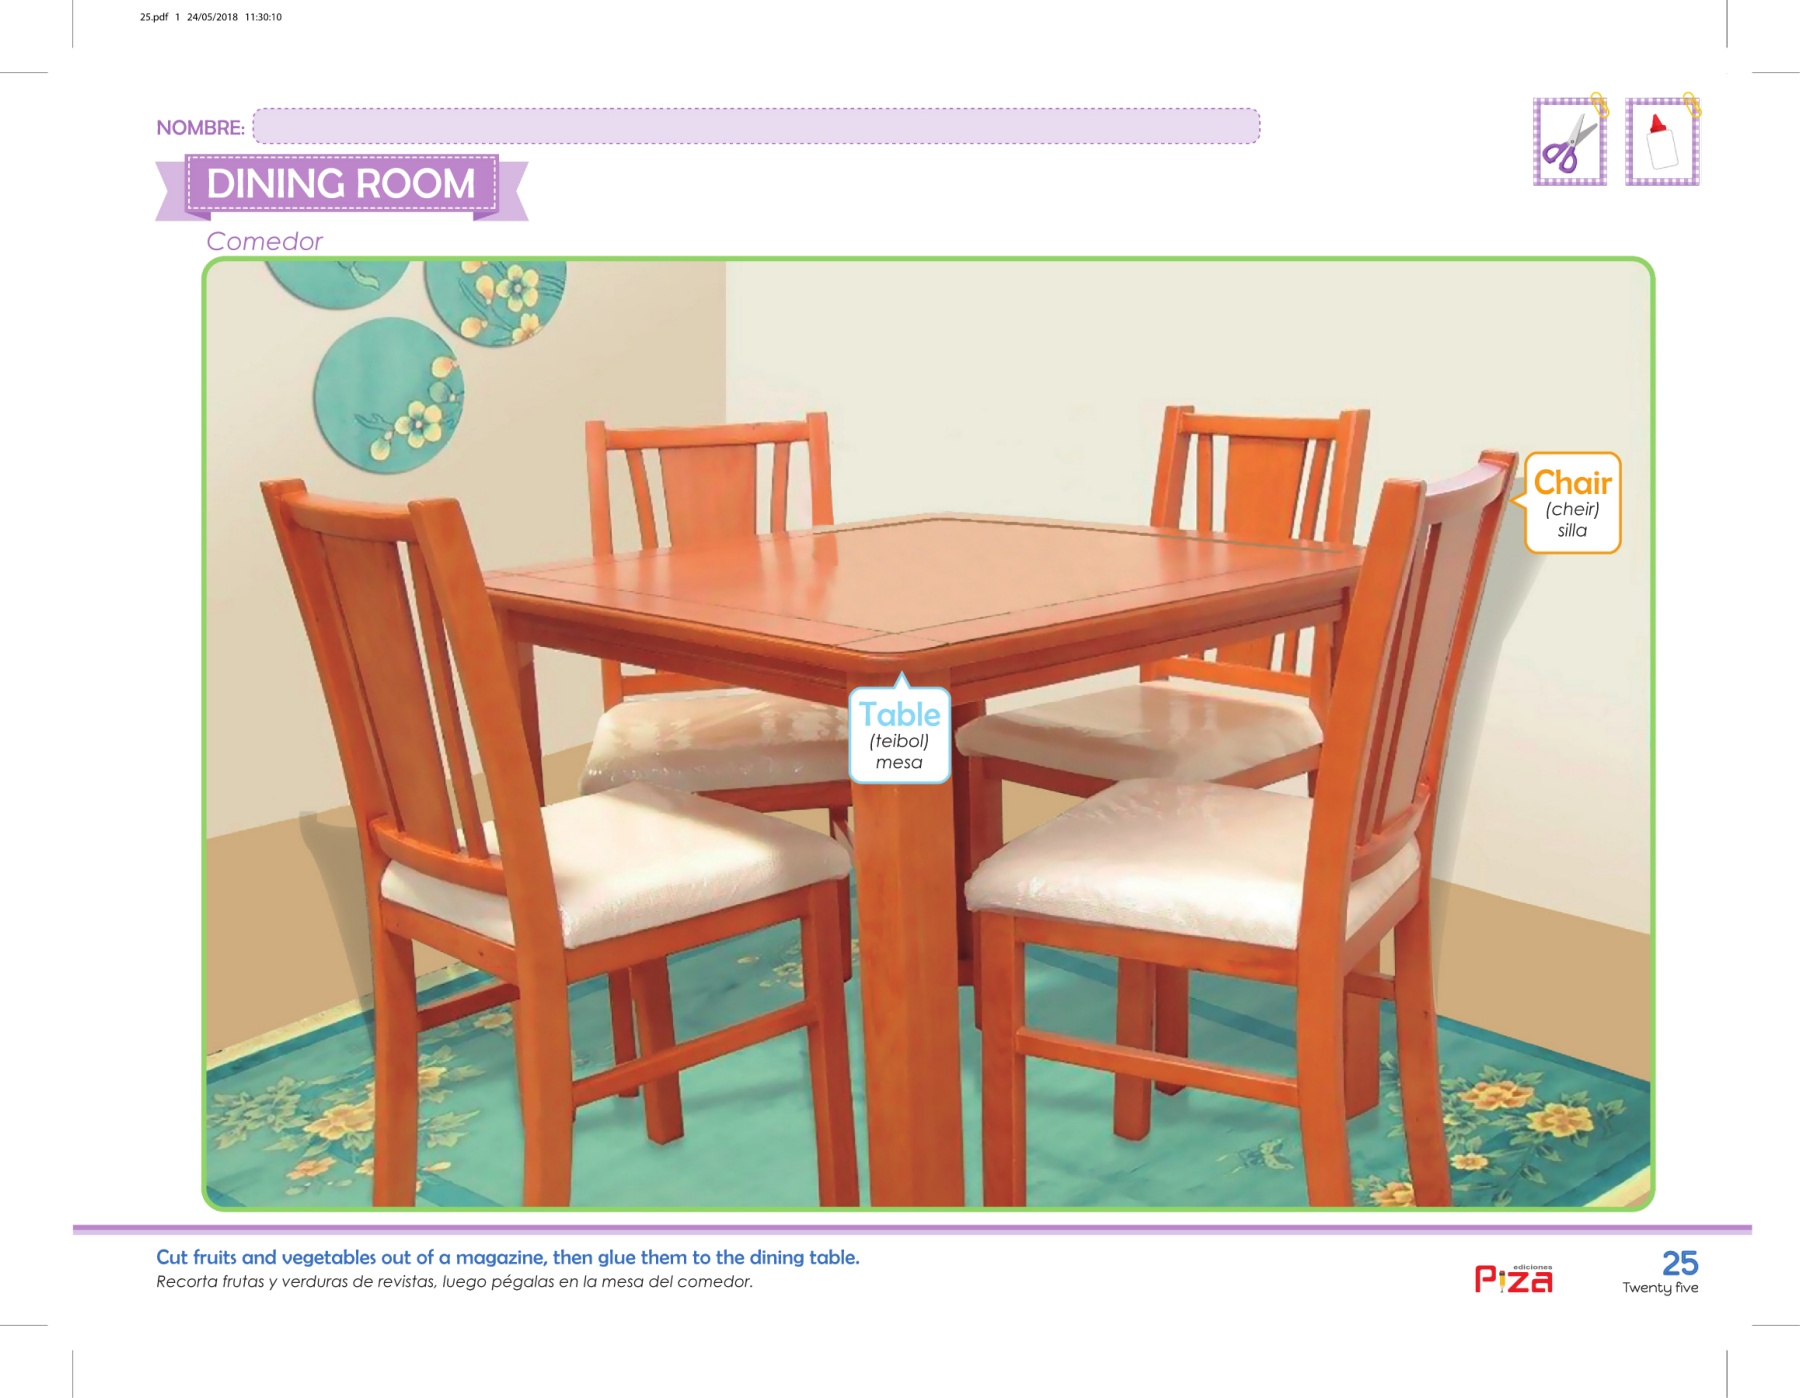 25.pdf 1 24/05/2018 11:30:10
NOMBRE:
DINING ROOM
Comedor
Chair
(cheir)
silla
Table
(teibol)
mesa
Cut fruits and vegetables out of a magazine, then glue them to the dining table.
Recorta frutas y verduras de revistas, luego pégalas en la mesa del comedor.
ediciones
Piza
25
Twenty five